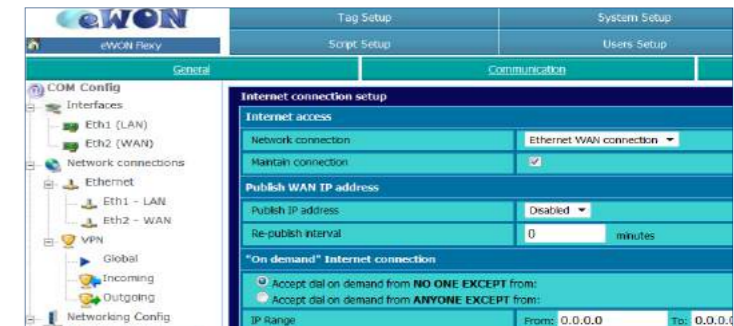 eWON
Tag Setup System Setup
eWON Flexy Script Setup Users Setup
General Communication
COM Config
Interfaces
Eth1 (LAN)
Eth2 (WAN)
Network connections
Ethernet
Eth1 - LAN
Eth2 - WAN
VPN
Global
Incoming
Outgoing
Networking Config
Internet connection setup
Internet access
Network connection Ethernet WAN connection
Maintain connection
Publish WAN IP address
Publish IP address Disabled
Re-publish interval 0 minutes
"On demand" Internet connection
Accept dial on demand from NO ONE EXCEPT from:
Accept dial on demand from ANYONE EXCEPT from:
IP Range From: 0.0.0.0 To: 0.0.0.0